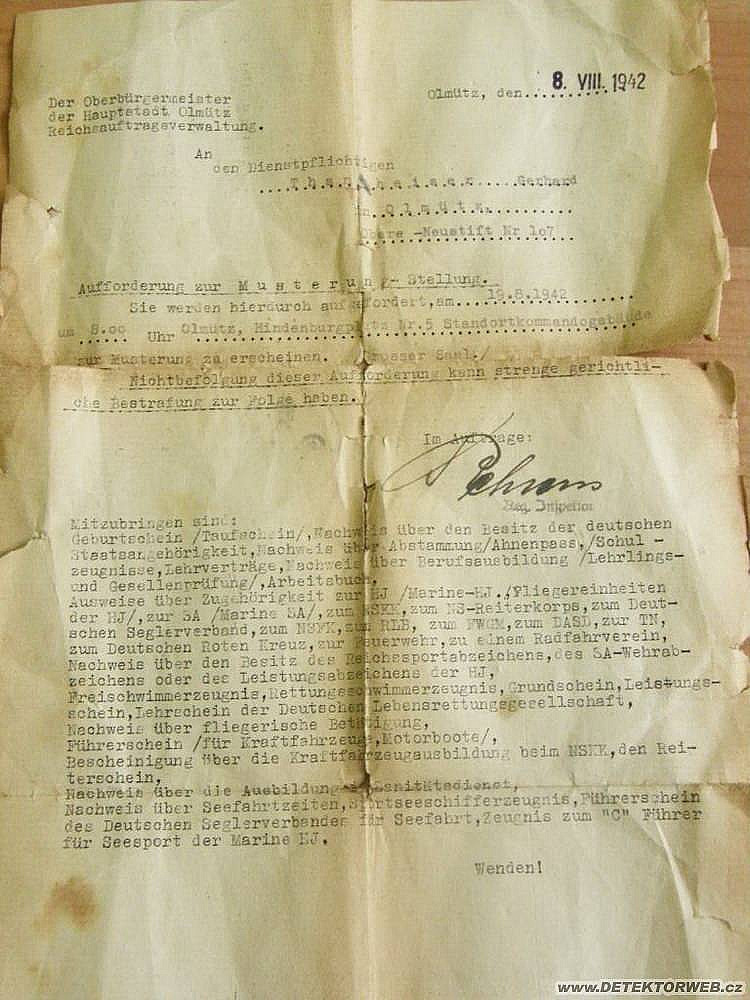 Olmütz, den 8. VIII. 1942
Der Oberbürgermeister
der Hauptstadt Olmütz
Reichsauftragsverwaltung.
An
den Dienstpflichtigen
Gerhard
in Olmütz
Obere -Neustift Nr 107
Aufforderung zur Musterung-Stellung.
Sie werden hierdurch aufgefordert, am 19.8.1942
um 8.00 Uhr Olmütz, Hindenburgplatz Nr.5 Standortkommandogebäude
zur Musterung zu erscheinen. /Grosser Saal./
Nichtbefolgung dieser Aufforderung kann strenge gerichtli-
che Bestrafung zur Folge haben.
Im Auftrage:
Reg. Inspektor
Mitzubringen sind:
Geburtschein /Taufschein/, Nachweis über den Besitz der deutschen
Staatsangehörigkeit, Nachweis über Abstammung/Ahnenpass,/Schul -
zeugnisse, Lehrverträge, Nachweis über Berufsausbildung /Lehrlings-
und Gesellenprüfung/, Arbeitsbuch,
Ausweise über Zugehörigkeit zur HJ /Marine-HJ./Fliegereinheiten
der HJ/, zur SA /Marine SA/, zum NSKK, zum NS-Reiterkorps, zum Deut-
schen Seglerverband, zum NSFK, zum RLB, zum FWGM, zum DASD, zur TN,
zum Deutschen Roten Kreuz, zur Feuerwehr, zu einem Radfahrverein,
Nachweis über den Besitz des Reichssportabzeichens, des SA-Wehrab-
zeichens oder des Leistungsabzeichens der HJ,
Freischwimmerzeugnis, Rettungsschwimmerzeugnis, Grundschein, Leistungs-
schein, Lehrschein der Deutschen Lebensrettungsgesellschaft,
Nachweis über fliegerische Betätigung,
Führerschein /für Kraftfahrzeuge, Motorboote/,
Bescheinigung über die Kraftfahrzeugausbildung beim NSKK, den Rei-
terschein,
Nachweis über die Ausbildung Sanitätsdienst,
Nachweis über Seefahrtzeiten, Sportseeschifferzeugnis, Führerschein
des Deutschen Seglerverbandes für Seefahrt, Zeugnis zum "C" Führer
für Seesport der Marine HJ,
Wenden!
www.DETEKTORWEB.cz